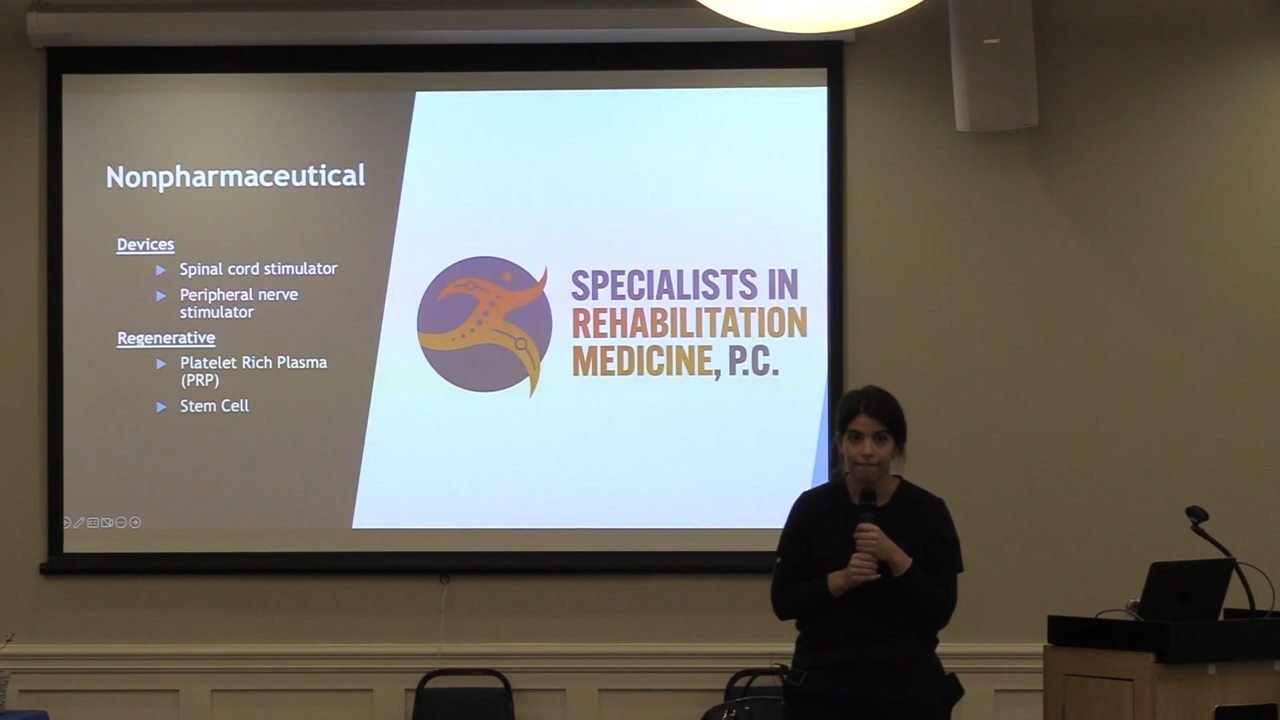 Nonpharmaceutical
Devices
Spinal cord stimulator
Peripheral nerve
stimulator
Regenerative
Platelet Rich Plasma
(PRP)
Stem Cell
SPECIALISTS IN
REHABILITATION
MEDICINE, P.C.